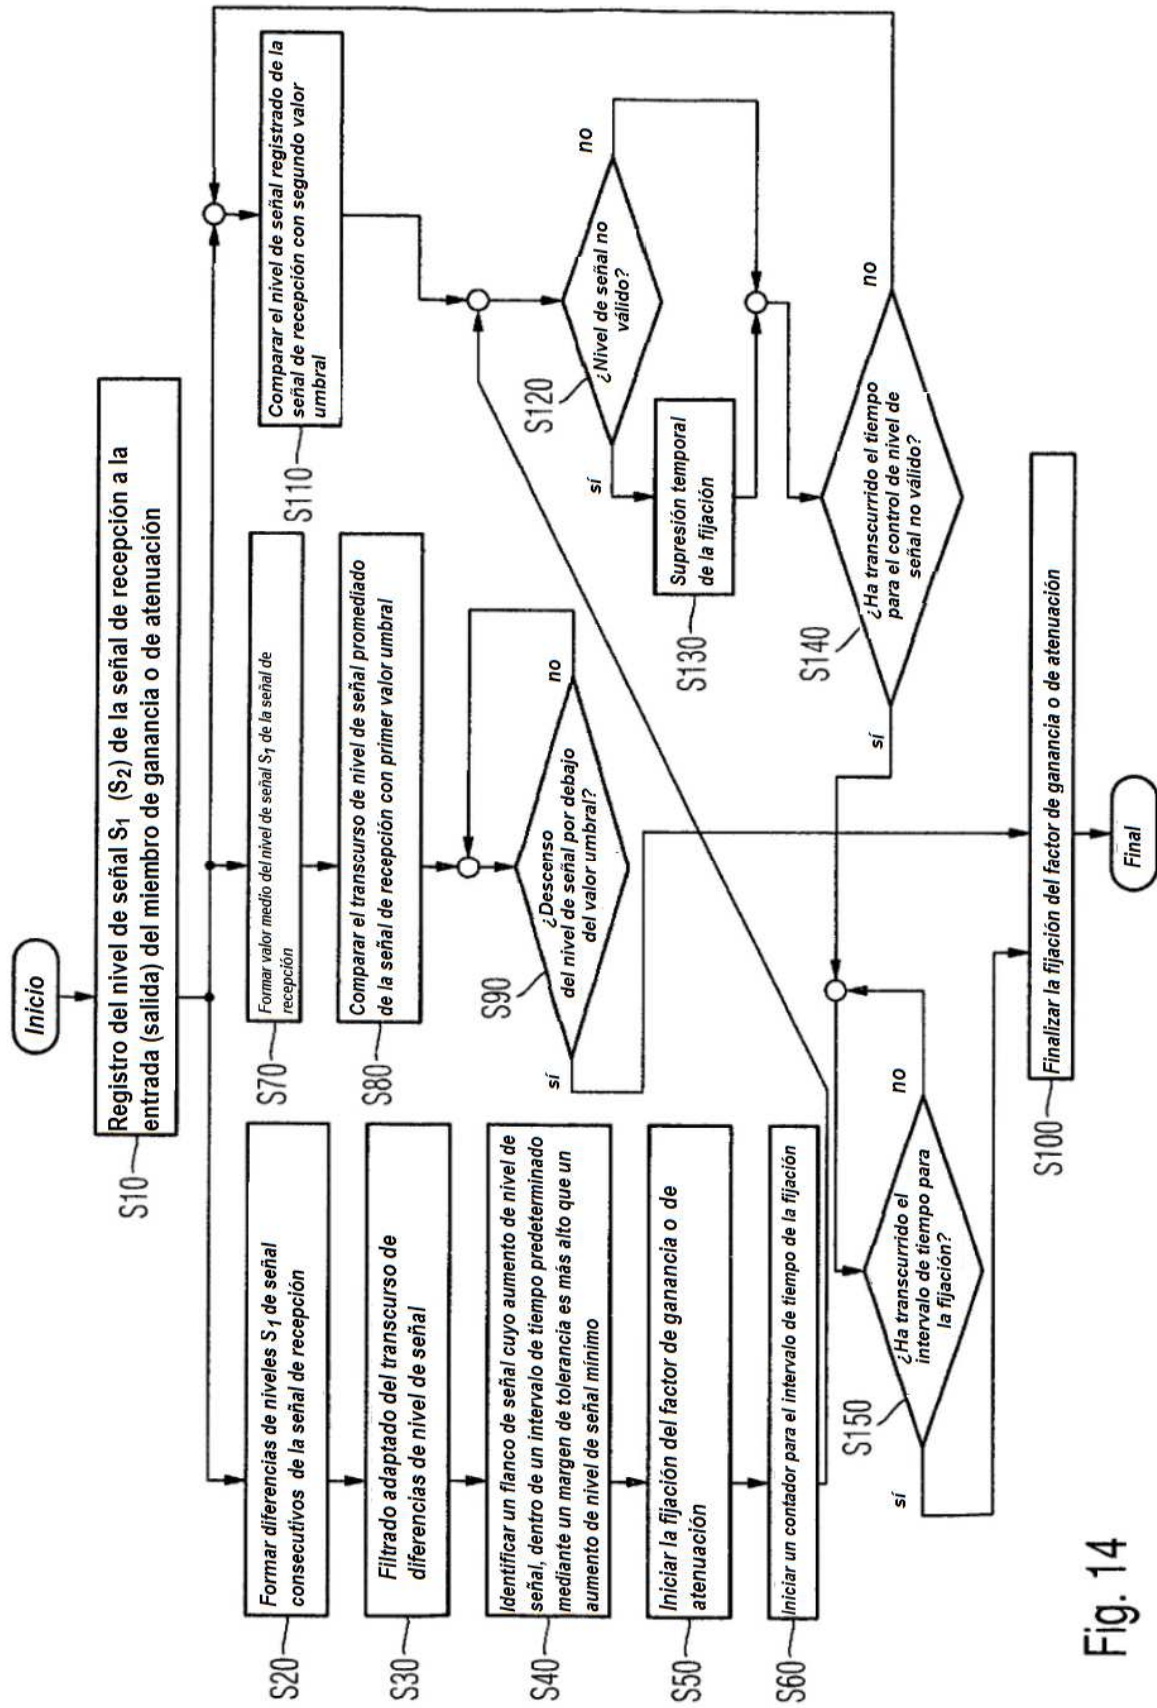 Inicio
S10
Registro del nivel de señal S1 (S2) de la señal de recepción a la
entrada (salida) del miembro de ganancia o de atenuación
S20
Formar diferencias de niveles S1 de señal
consecutivos de la señal de recepción
S30
Filtrado adaptado del transcurso de
diferencias de nivel de señal
S40
Identificar un flanco de señal cuyo aumento de nivel de
señal, dentro de un intervalo de tiempo predeterminado
mediante un margen de tolerancia es más alto que un
aumento de nivel de señal mínimo
S50
Iniciar la fijación del factor de ganancia o de
atenuación
S60
Iniciar un contador para el intervalo de tiempo de la fijación
S70
Formar valor medio del nivel de señal S1 de la señal de
recepción
S80
Comparar el transcurso de nivel de señal promediado
de la señal de recepción con primer valor umbral
S90
¿Descenso
del nivel de señal por debajo
del valor umbral?
sí
no
S110
Comparar el nivel de señal registrado de la
señal de recepción con segundo valor
umbral
S120
¿Nivel de señal no
válido?
sí
no
S130
Supresión temporal
de la fijación
S140
¿Ha transcurrido el tiempo
para el control de nivel de
señal no válido?
sí
no
S150
¿Ha transcurrido el
intervalo de tiempo para
la fijación?
sí
no
S100
Finalizar la fijación del factor de ganancia o de atenuación
Final
Fig. 14